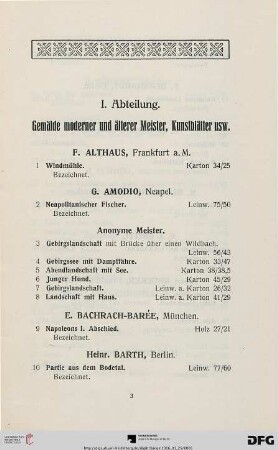 I. Abteilung.
Gemälde moderner und älterer Meister, Kunstblätter usw.
F. ALTHAUS, Frankfurt a. M.
1 Windmühle. Karton 34/25
Bezeichnet.
G. AMODIO, Neapel.
2 Neapolitanischer Fischer. Leinw. 75/50
Bezeichnet.
Anonyme Meister.
3 Gebirgslandschaft mit Brücke über einen Wildbach.
Leinw. 56/43
4 Gebirgssee mit Dampffähre. Karton 33/47
5 Abendlandschaft mit See. Karton 38/38,5
6 Junger Hund. Karton 45/29
7 Gebirgslandschaft. Leinw. a. Karton 26/32
8 Landschaft mit Haus. Leinw. a. Karton 41/29
E. BACHRACH-BARÉE, München.
9 Napoleons I. Abschied. Holz 27/21
Bezeichnet.
Heinr. BARTH, Berlin.
10 Partie aus dem Bodetal. Leinw. 77/60
Bezeichnet.
3
DFG